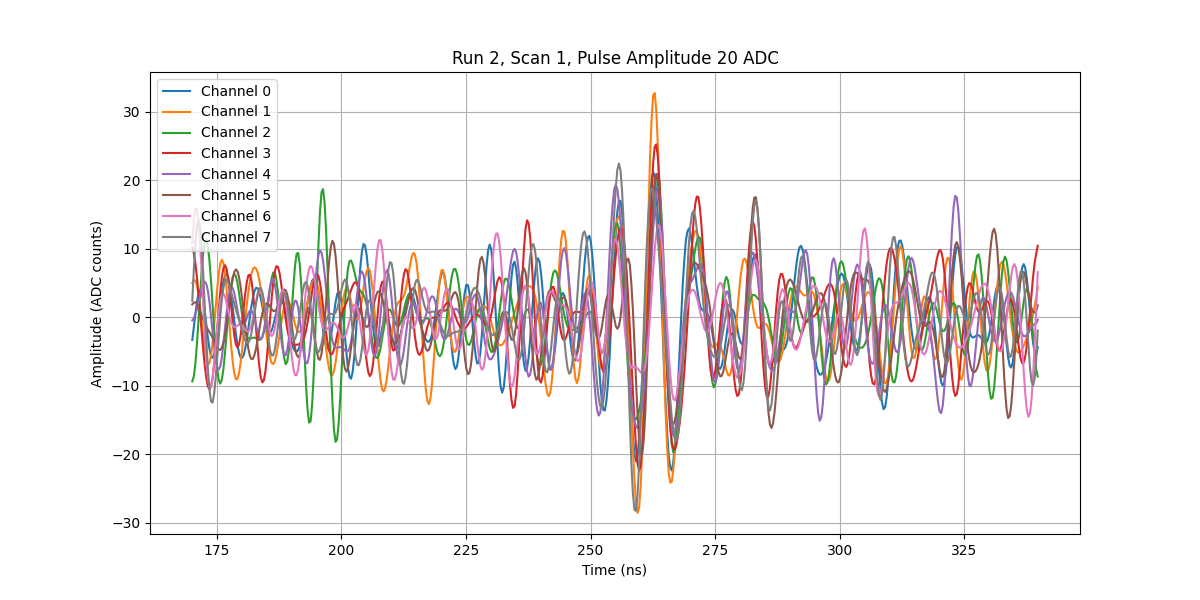 Run 2, Scan 1, Pulse Amplitude 20 ADC
Channel 0
Channel 1
Channel 2
Channel 3
Channel 4
Channel 5
Channel 6
Channel 7
Amplitude (ADC counts)
30
20
10
0
−10
−20
−30
175
200
225
250
275
300
325
Time (ns)